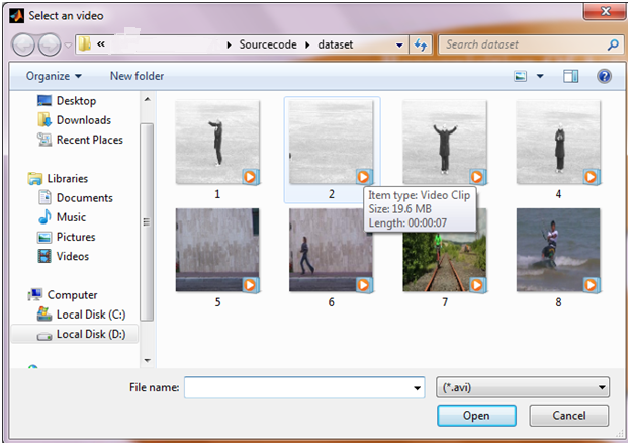 Select an video
« ▸ Sourcecode ▸ dataset
Search dataset
Organize
New folder
Desktop
Downloads
Recent Places
Libraries
Documents
Music
Pictures
Videos
Computer
Local Disk (C:)
Local Disk (D:)
1
2
4
Item type: Video Clip
Size: 19.6 MB
Length: 00:00:07
5
6
7
8
File name:
(*.avi)
Open
Cancel